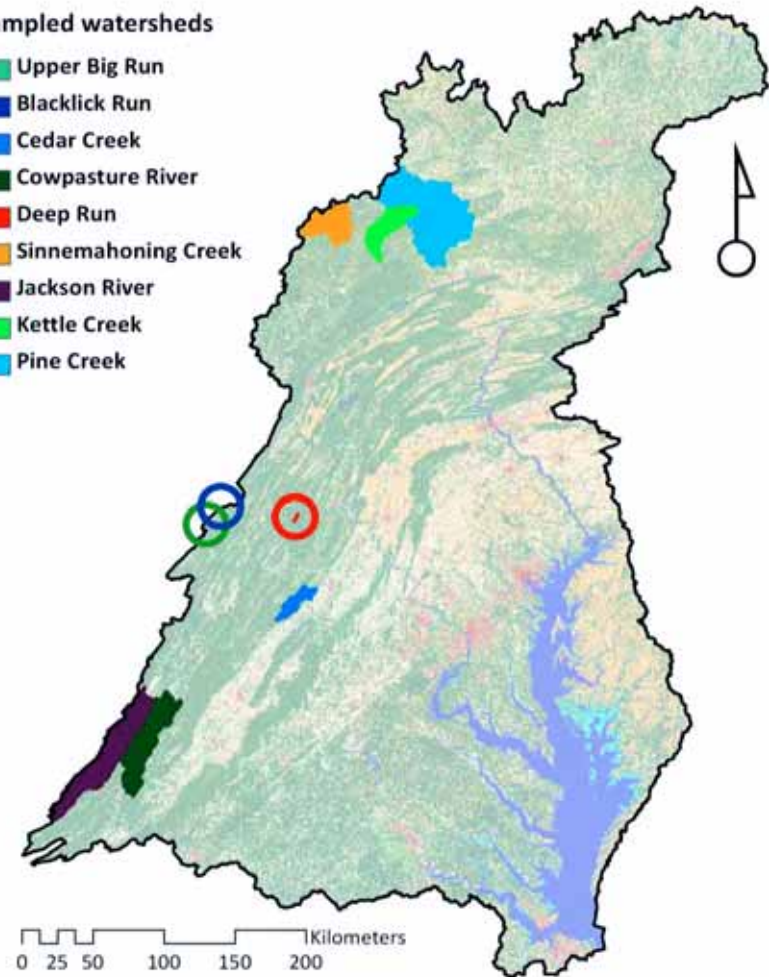 mpled watersheds
Upper Big Run
Blacklick Run
Cedar Creek
Cowpasture River
Deep Run
Sinnemahoning Creek
Jackson River
Kettle Creek
Pine Creek
Kilometers
0 25 50 100 150 200